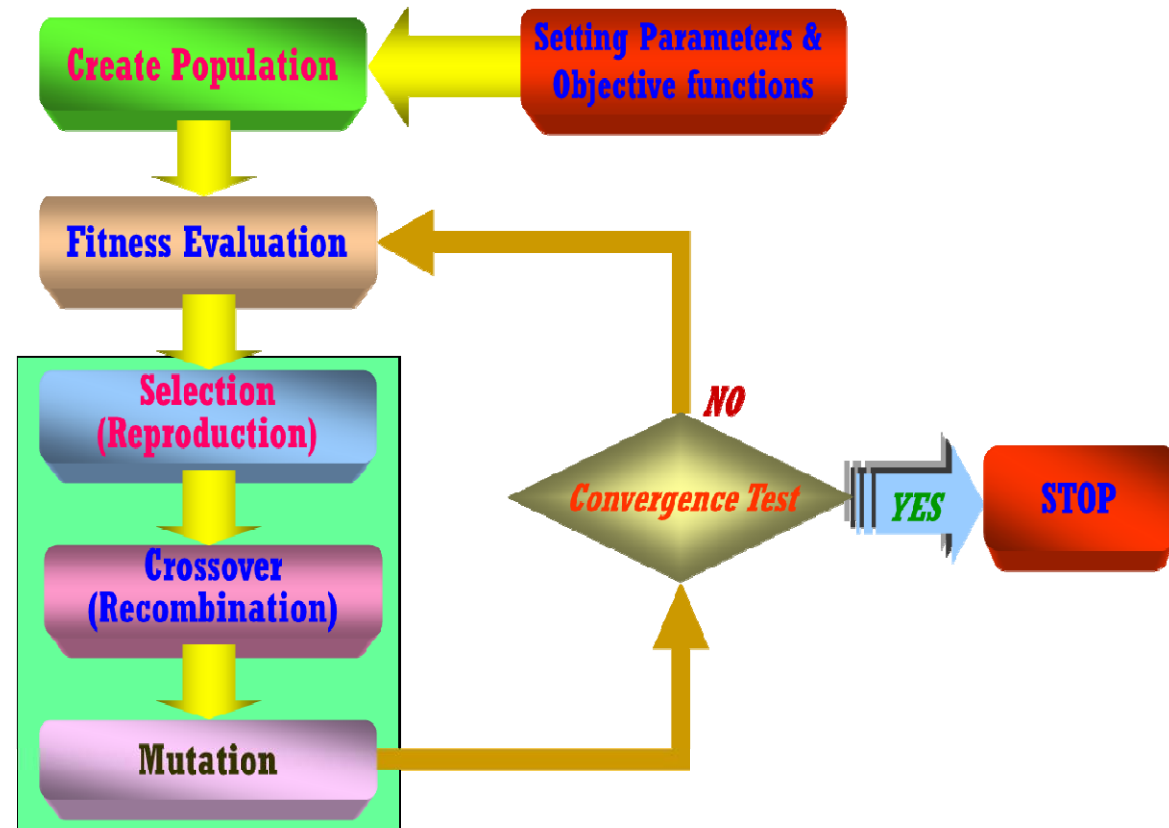 Setting Parameters &
Objective functions
Create Population
Fitness Evaluation
Selection
(Reproduction)
Crossover
(Recombination)
Mutation
Convergence Test
NO
YES
STOP